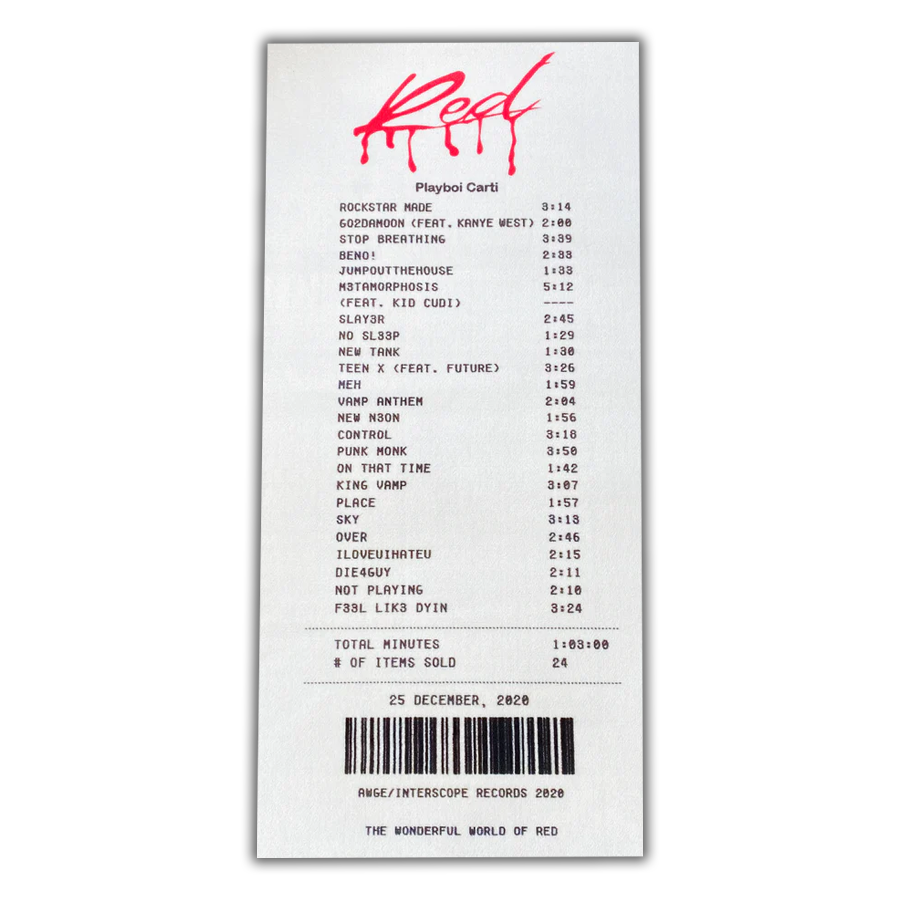 Red
Playboi Carti
ROCKSTAR MADE 3:14
GO2DAMOON (FEAT. KANYE WEST) 2:00
STOP BREATHING 3:39
BENO! 2:33
JUMPOUTTHEHOUSE 1:33
M3TAMORPHOSIS 5:12
(FEAT. KID CUDI) ----
SLAY3R 2:45
NO SL33P 1:29
NEW TANK 1:30
TEEN X (FEAT. FUTURE) 3:26
MEH 1:59
VAMP ANTHEM 2:04
NEW N3ON 1:56
CONTROL 3:18
PUNK MONK 3:50
ON THAT TIME 1:42
KING VAMP 3:07
PLACE 1:57
SKY 3:13
OVER 2:46
ILOVEUIHATEU 2:15
DIE4GUY 2:11
NOT PLAYING 2:10
F33L LIK3 DYIN 3:24
TOTAL MINUTES 1:03:00
# OF ITEMS SOLD 24
25 DECEMBER, 2020
AWGE/INTERSCOPE RECORDS 2020
THE WONDERFUL WORLD OF RED